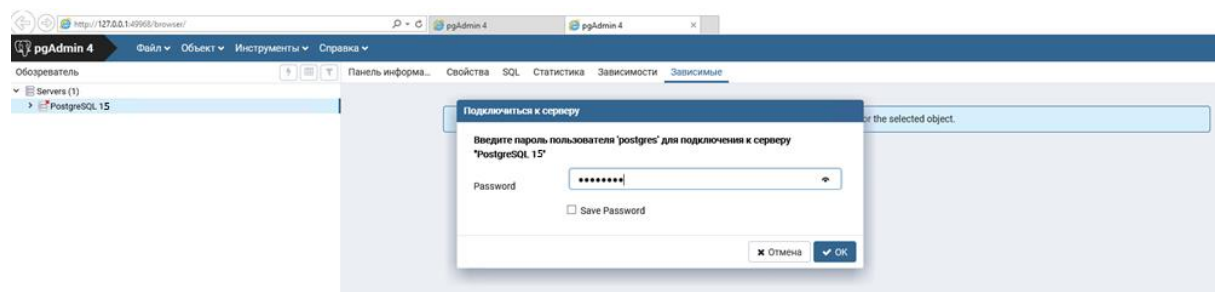 http://127.0.0.1:49968/browser/
pgAdmin 4
pgAdmin 4
pgAdmin 4
Файл Объект Инструменты Справка
Обозреватель
Панель информа... Свойства SQL Статистика Зависимости Зависимые
Servers (1)
PostgreSQL 15
Подключиться к серверу
or the selected object.
Введите пароль пользователя 'postgres' для подключения к серверу
"PostgreSQL 15"
Password
••••••••
Save Password
Отмена
OK